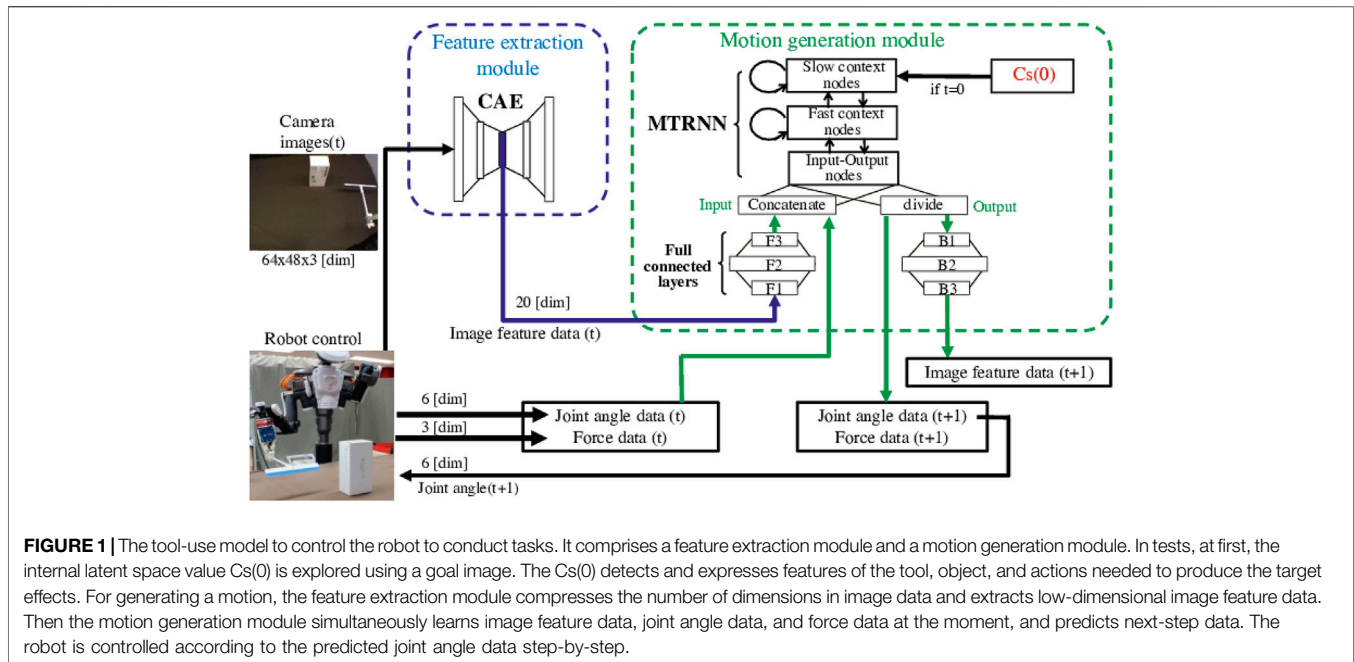 Feature extraction
module
CAE
Camera
images(t)
64x48x3 [dim]
20 [dim]
Image feature data (t)
Motion generation module
Slow context
nodes
Cs(0)
if t=0
MTRNN
Fast context
nodes
Input-Output
nodes
Input
Concatenate
divide
Output
Full
connected
layers
F3
F2
F1
B1
B2
B3
Image feature data (t+1)
Robot control
6 [dim]
3 [dim]
Joint angle data (t)
Force data (t)
Joint angle data (t+1)
Force data (t+1)
6 [dim]
Joint angle(t+1)
FIGURE 1 | The tool-use model to control the robot to conduct tasks. It comprises a feature extraction module and a motion generation module. In tests, at first, the
internal latent space value Cs(0) is explored using a goal image. The Cs(0) detects and expresses features of the tool, object, and actions needed to produce the target
effects. For generating a motion, the feature extraction module compresses the number of dimensions in image data and extracts low-dimensional image feature data.
Then the motion generation module simultaneously learns image feature data, joint angle data, and force data at the moment, and predicts next-step data. The
robot is controlled according to the predicted joint angle data step-by-step.